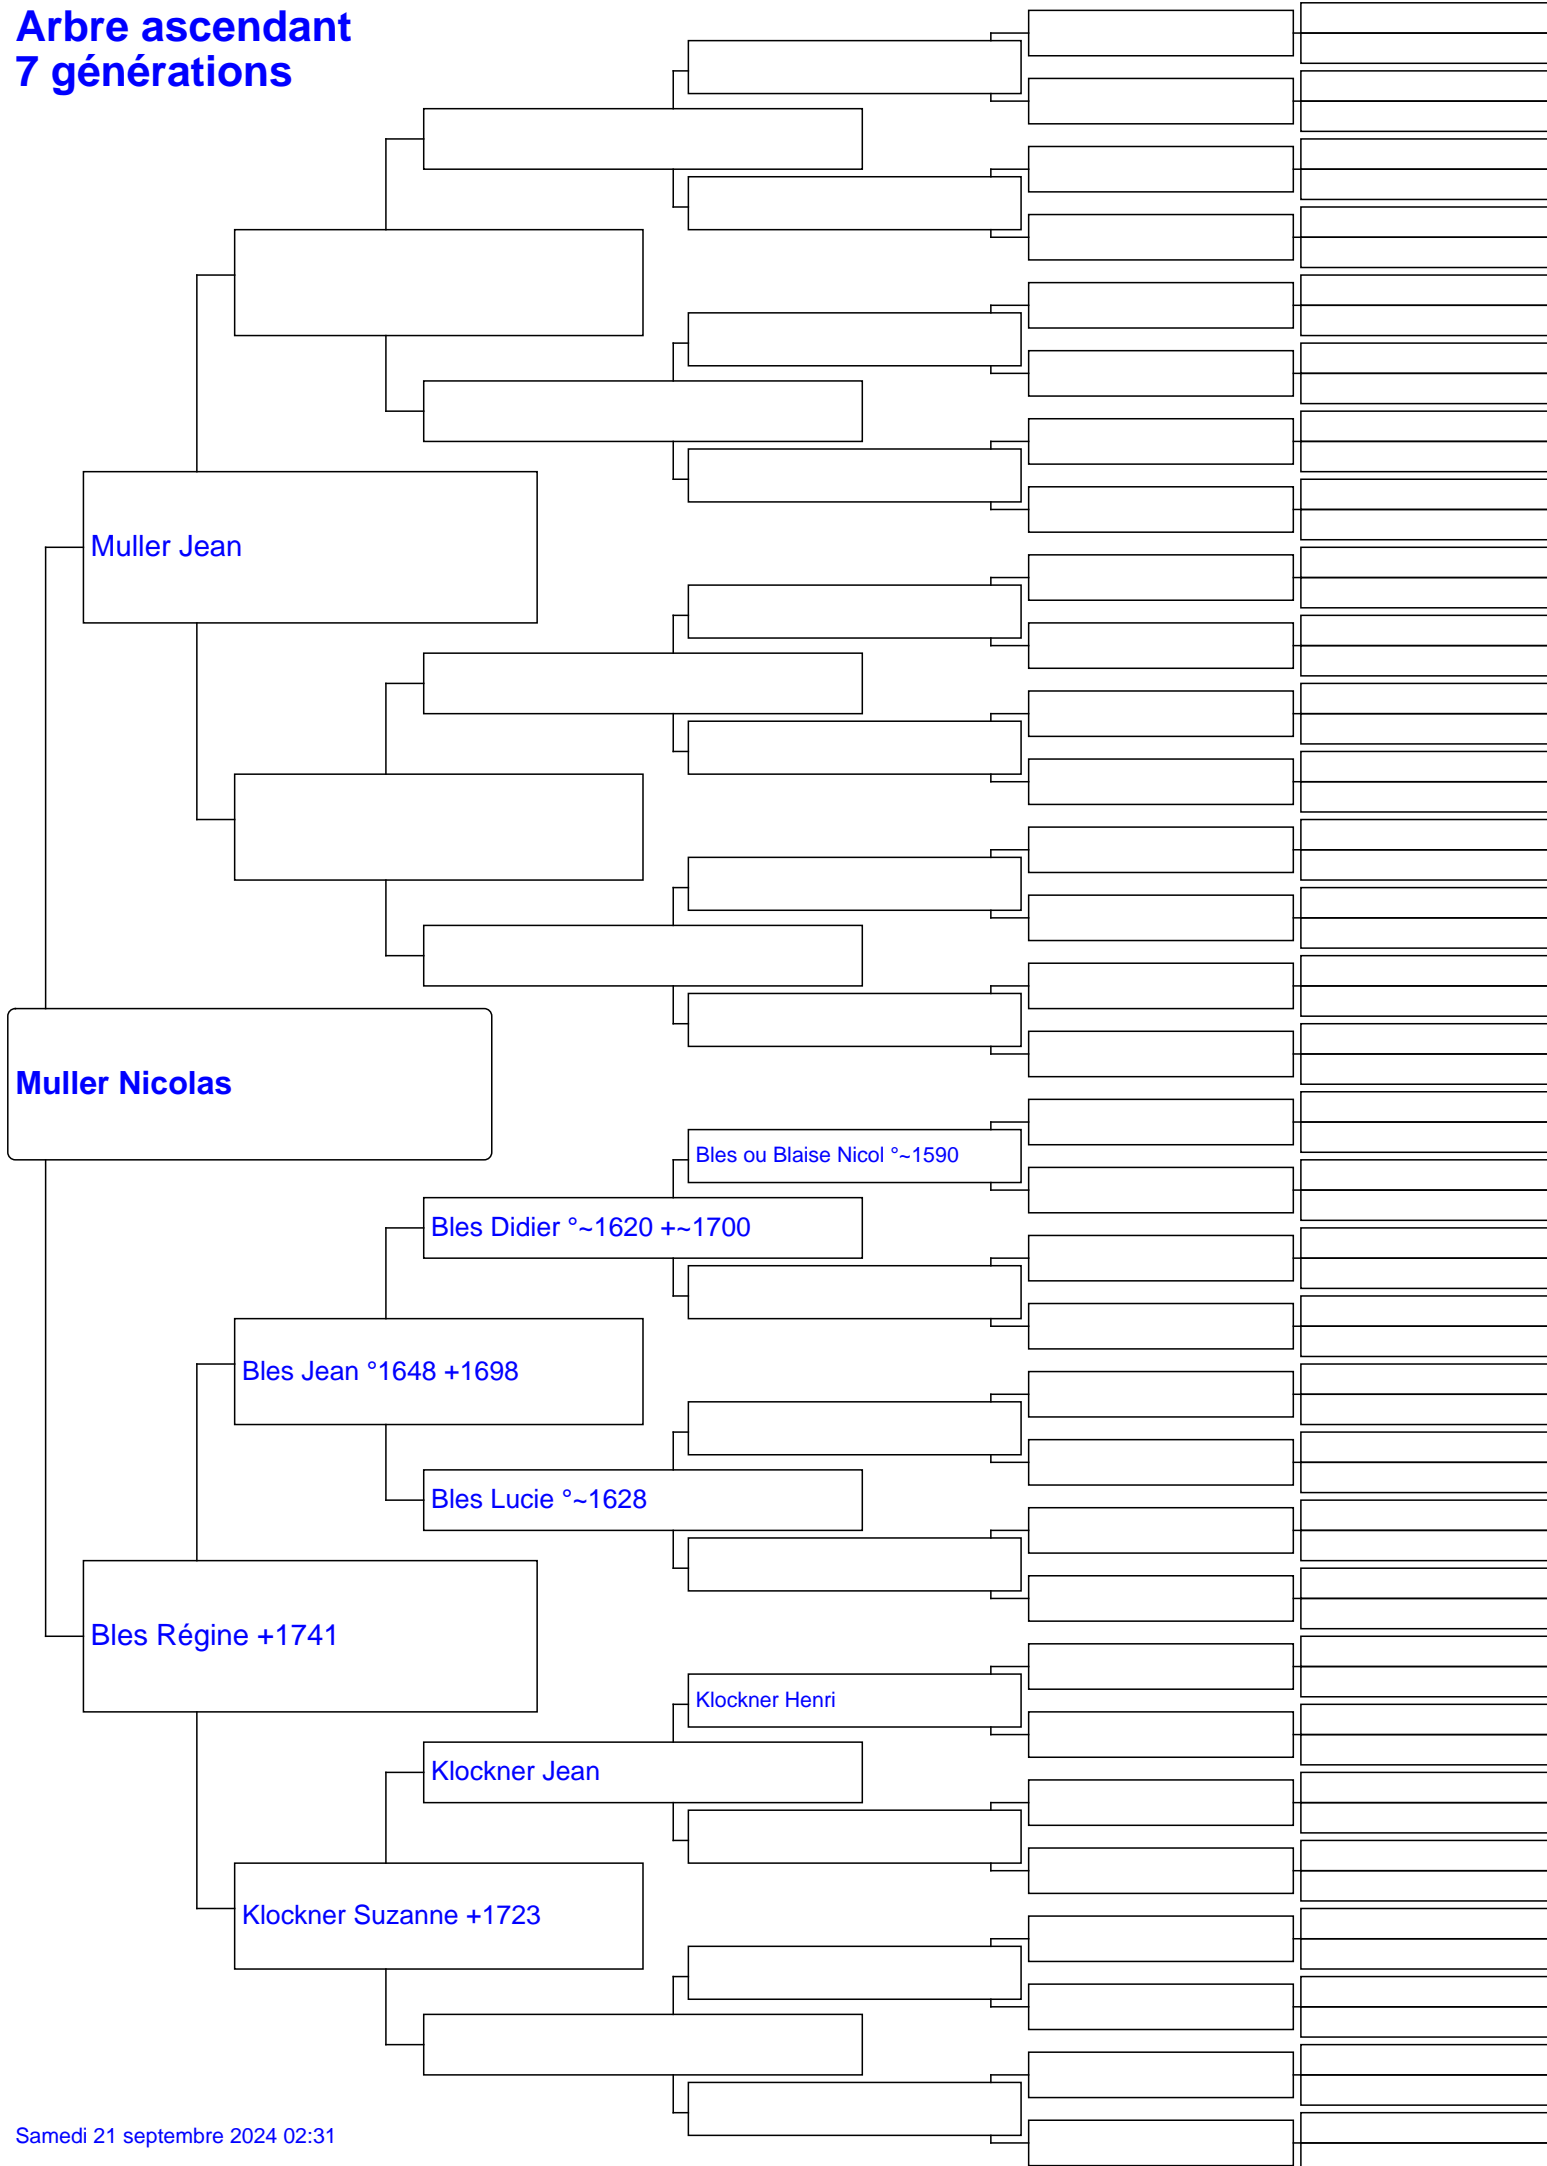 Arbre ascendant
7 générations
Muller Jean
Muller Nicolas
Bles ou Blaise Nicol °~1590
Bles Didier °~1620 +~1700
Bles Jean °1648 +1698
Bles Lucie °~1628
Bles Régine +1741
Klockner Henri
Klockner Jean
Klockner Suzanne +1723
Samedi 21 septembre 2024 02:31